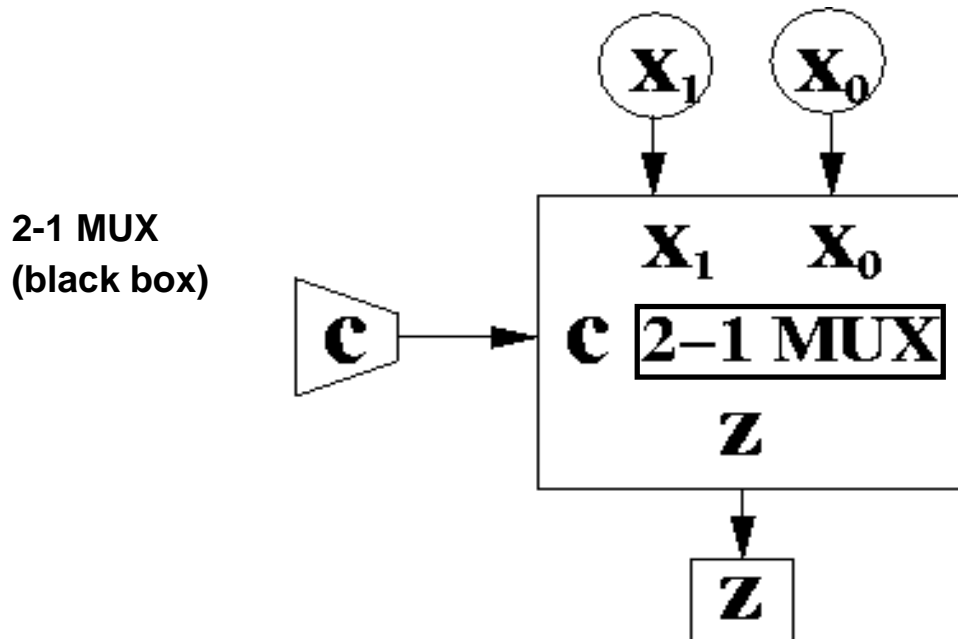 x₁ x₀
2-1 MUX
(black box)
x₁ x₀
c
c 2–1 MUX
z
z